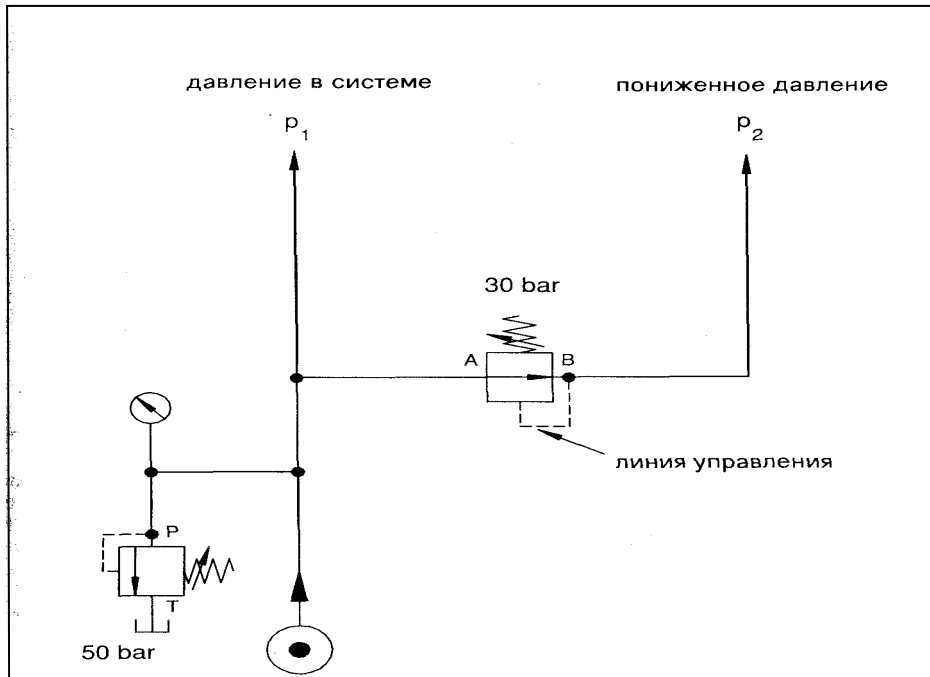 давление в системе
p1
пониженное давление
p2
30 bar
A
B
линия управления
P
T
50 bar